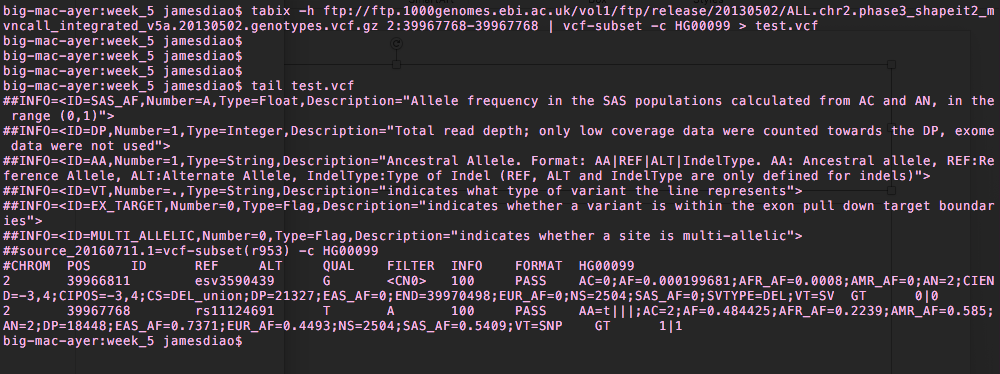 big-mac-ayer:week_5 jamesdiao$ tabix -h ftp://ftp.1000genomes.ebi.ac.uk/vol1/ftp/release/20130502/ALL.chr2.phase3_shapeit2_m
vncall_integrated_v5a.20130502.genotypes.vcf.gz 2:39967768-39967768 | vcf-subset -c HG00099 > test.vcf
big-mac-ayer:week_5 jamesdiao$
big-mac-ayer:week_5 jamesdiao$
big-mac-ayer:week_5 jamesdiao$
big-mac-ayer:week_5 jamesdiao$ tail test.vcf
##INFO=<ID=SAS_AF,Number=A,Type=Float,Description="Allele frequency in the SAS populations calculated from AC and AN, in the
 range (0,1)">
##INFO=<ID=DP,Number=1,Type=Integer,Description="Total read depth; only low coverage data were counted towards the DP, exome
 data were not used">
##INFO=<ID=AA,Number=1,Type=String,Description="Ancestral Allele. Format: AA|REF|ALT|IndelType. AA: Ancestral allele, REF:Re
ference Allele, ALT:Alternate Allele, IndelType:Type of Indel (REF, ALT and IndelType are only defined for indels)">
##INFO=<ID=VT,Number=.,Type=String,Description="indicates what type of variant the line represents">
##INFO=<ID=EX_TARGET,Number=0,Type=Flag,Description="indicates whether a variant is within the exon pull down target boundar
ies">
##INFO=<ID=MULTI_ALLELIC,Number=0,Type=Flag,Description="indicates whether a site is multi-allelic">
##source_20160711.1=vcf-subset(r953) -c HG00099
#CHROM  POS     ID      REF     ALT     QUAL    FILTER  INFO    FORMAT  HG00099
2       39966811        esv3590439      G       <CN0>   100     PASS    AC=0;AF=0.000199681;AFR_AF=0.0008;AMR_AF=0;AN=2;CIEN
D=-3,4;CIPOS=-3,4;CS=DEL_union;DP=21327;EAS_AF=0;END=39970498;EUR_AF=0;NS=2504;SAS_AF=0;SVTYPE=DEL;VT=SV   GT      0|0
2       39967768        rs11124691      T       A       100     PASS    AA=t|||;AC=2;AF=0.484425;AFR_AF=0.2239;AMR_AF=0.585;
AN=2;DP=18448;EAS_AF=0.7371;EUR_AF=0.4493;NS=2504;SAS_AF=0.5409;VT=SNP     GT      1|1
big-mac-ayer:week_5 jamesdiao$